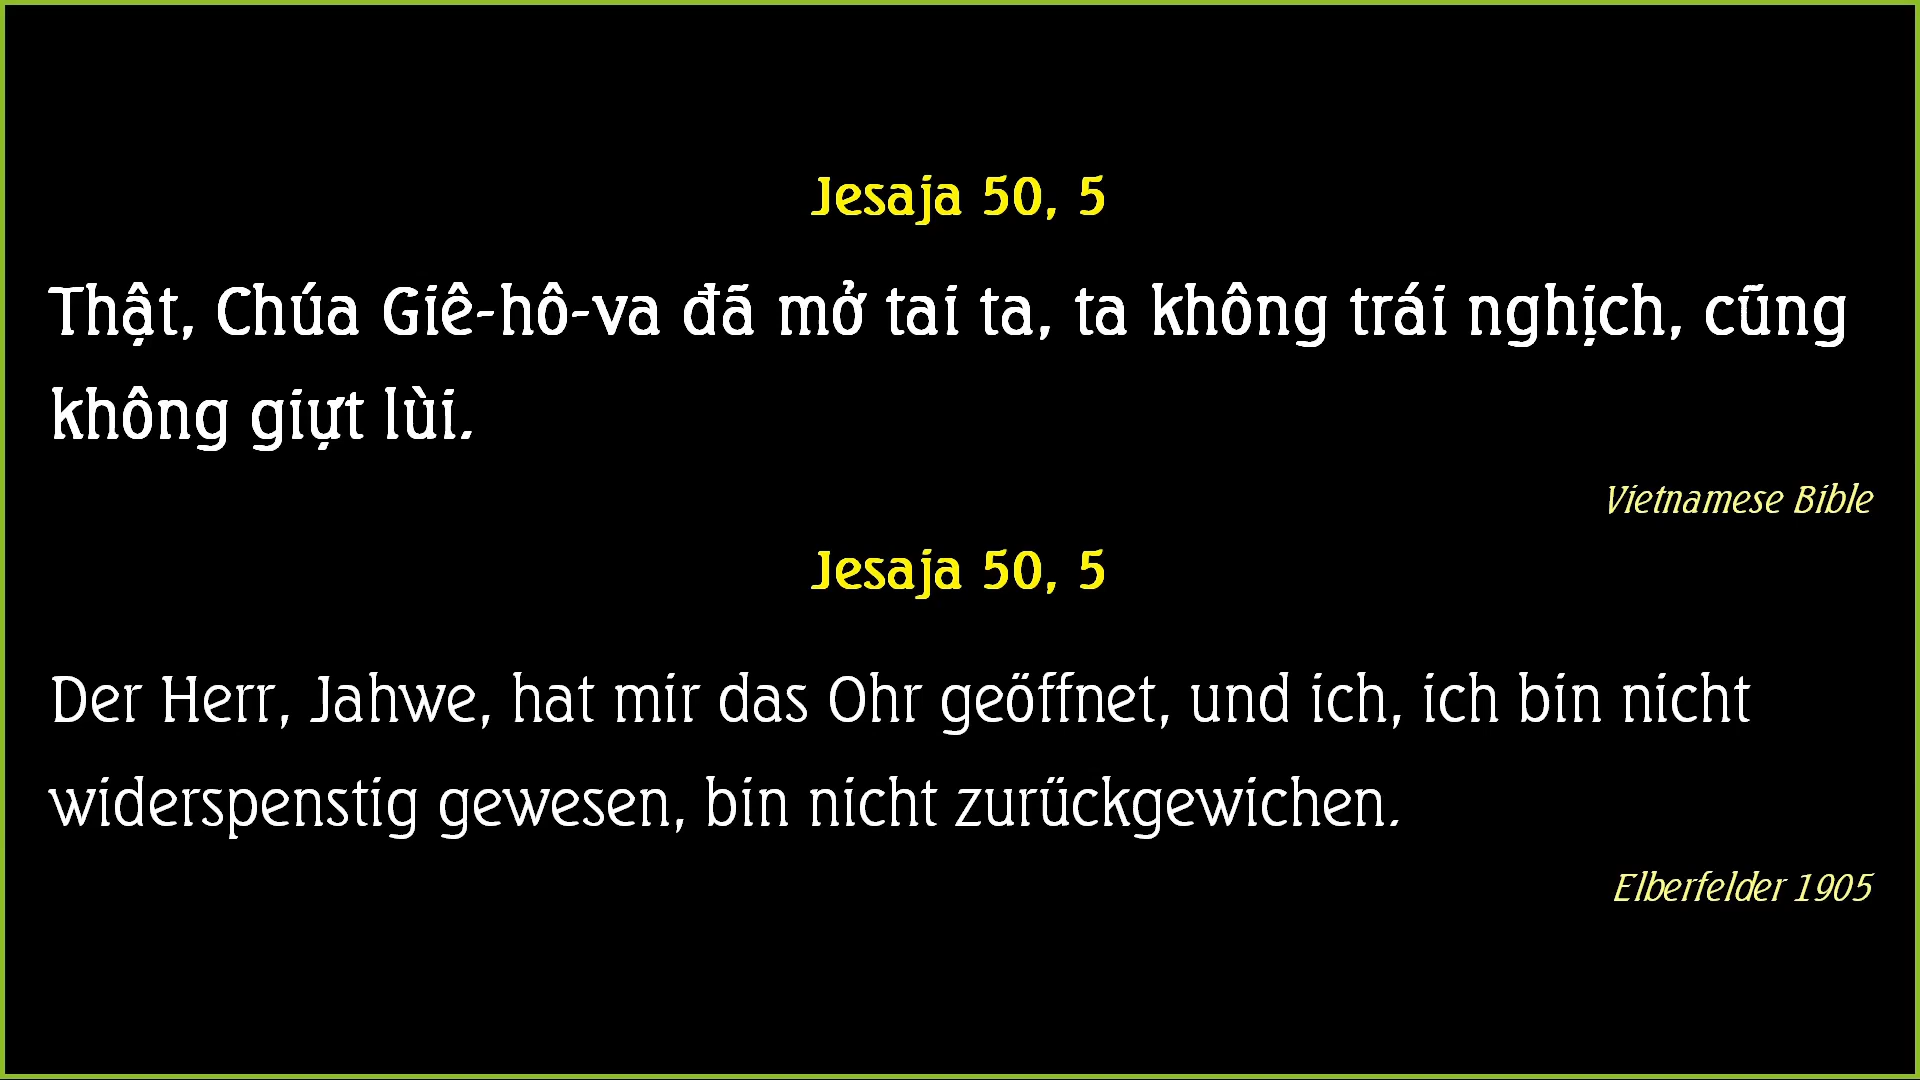 Jesaja 50, 5
Thật, Chúa Giê-hô-va đã mở tai ta, ta không trái nghịch, cũng
không giựt lùi.
Vietnamese Bible
Jesaja 50, 5
Der Herr, Jahwe, hat mir das Ohr geöffnet, und ich, ich bin nicht
widerspenstig gewesen, bin nicht zurückgewichen.
Elberfelder 1905